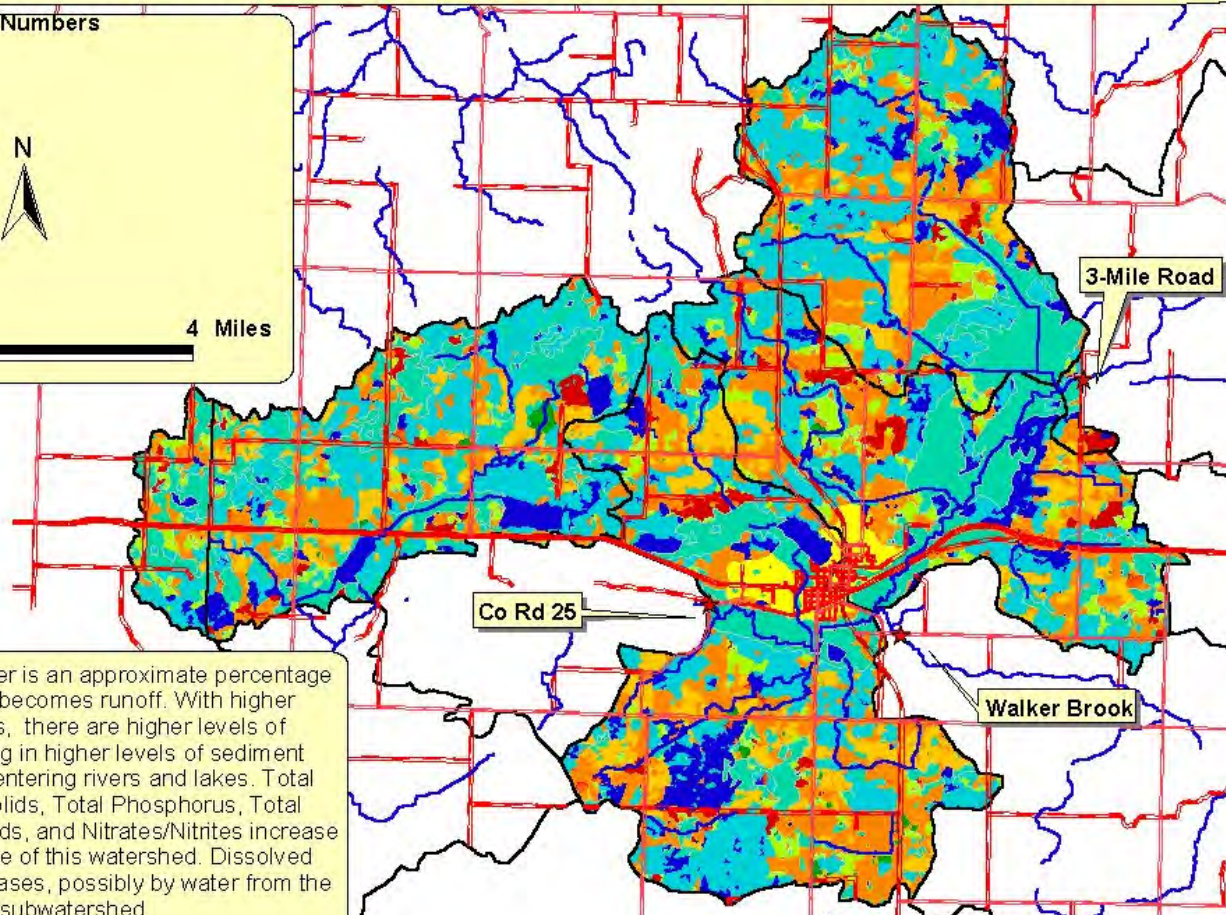 Numbers
N
4 Miles
3-Mile Road
Co Rd 25
Walker Brook
er is an approximate percentage
becomes runoff. With higher
s, there are higher levels of
g in higher levels of sediment
entering rivers and lakes. Total
olids, Total Phosphorus, Total
ds, and Nitrates/Nitrites increase
e of this watershed. Dissolved
ases, possibly by water from the
subwatershed